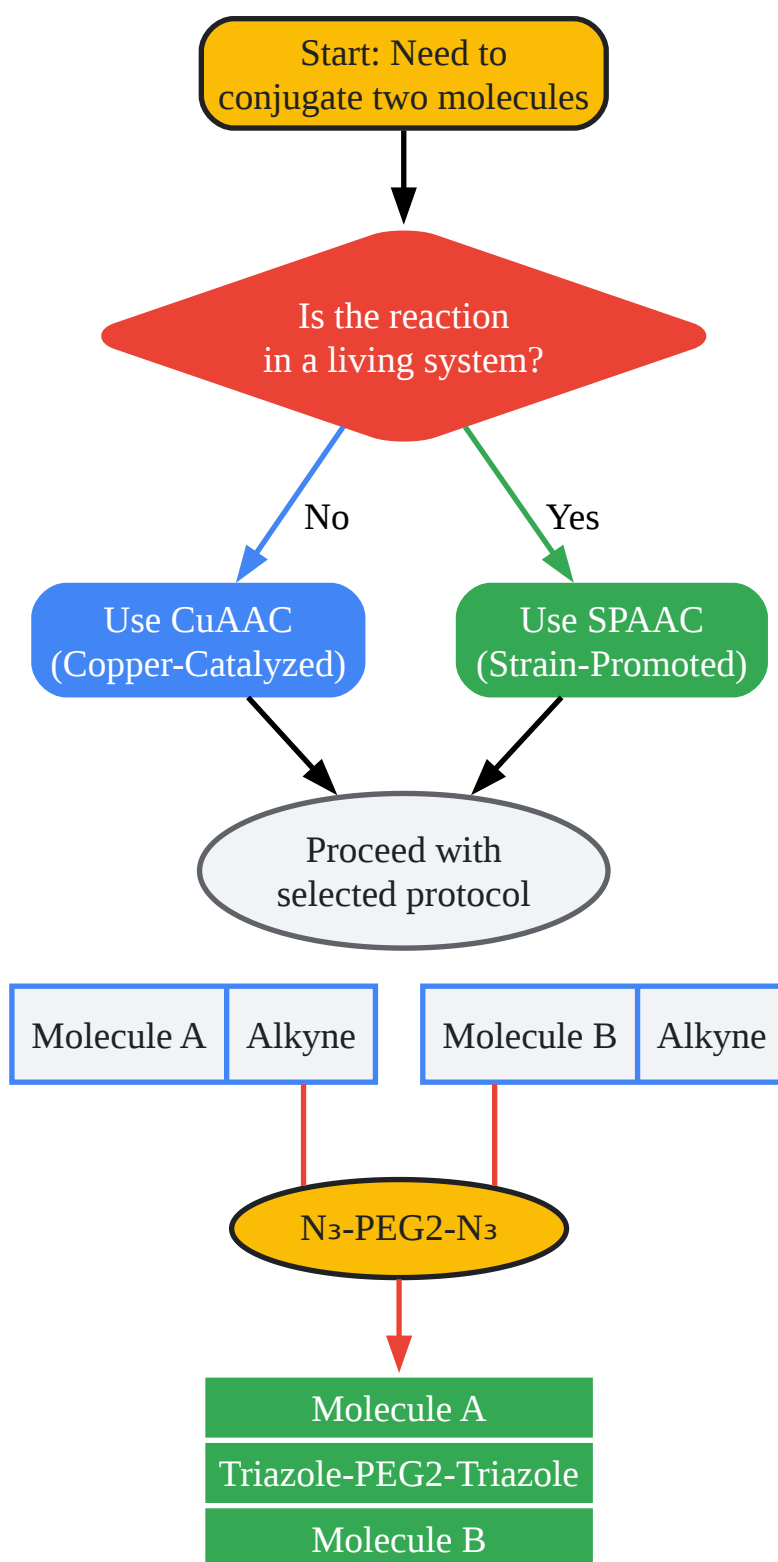 Start: Need to
conjugate two molecules
Is the reaction
in a living system?
No
Yes
Use CuAAC
(Copper-Catalyzed)
Use SPAAC
(Strain-Promoted)
Proceed with
selected protocol
Molecule A
Alkyne
Molecule B
Alkyne
N₃-PEG2-N₃
Molecule A
Triazole-PEG2-Triazole
Molecule B